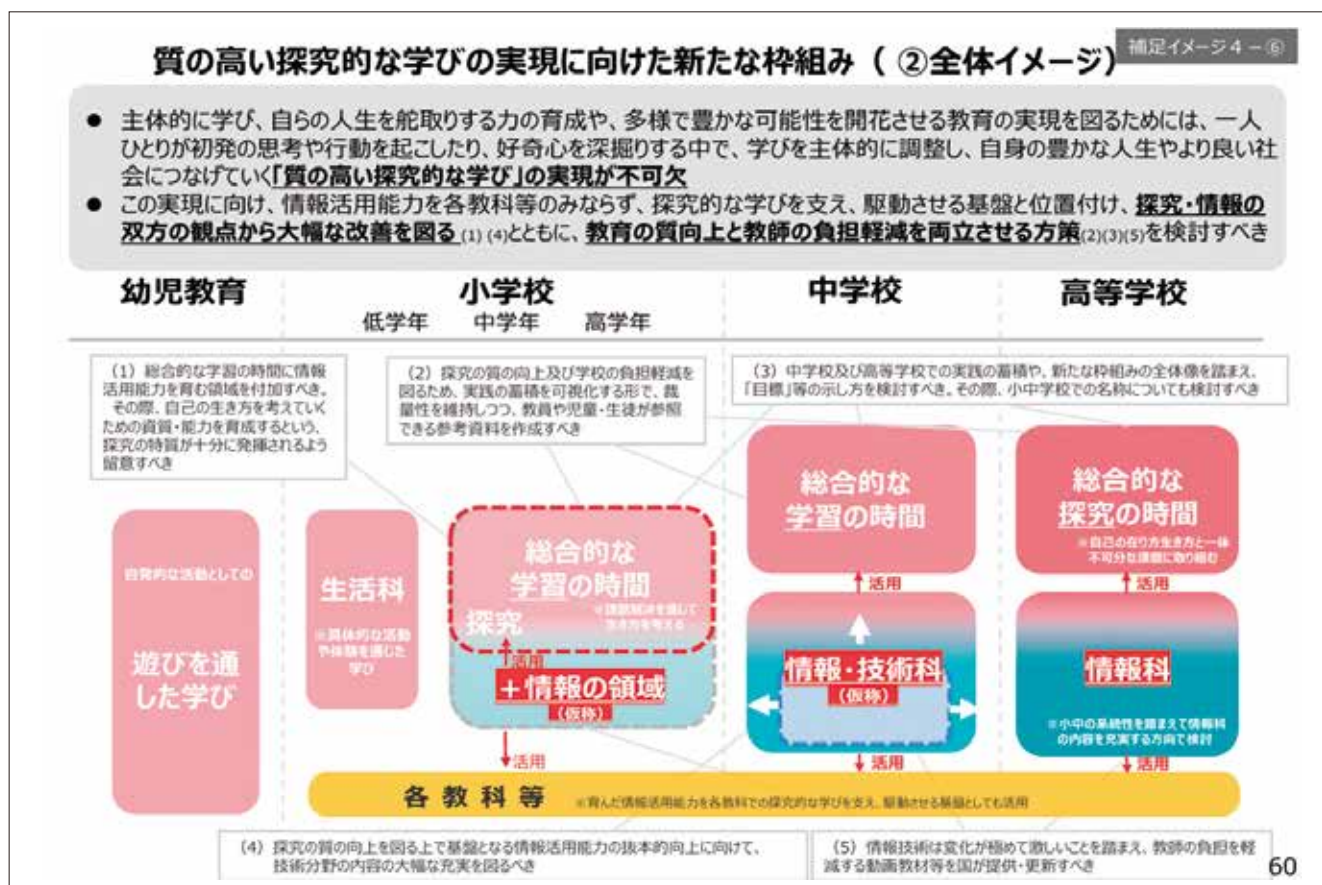 補足イメージ4-⑥
質の高い探究的な学びの実現に向けた新たな枠組み（②全体イメージ）
● 主体的に学び、自らの人生を舵取りする力の育成や、多様で豊かな可能性を開花させる教育の実現を図るためには、一人
ひとりが初発の思考や行動を起こしたり、好奇心を深掘りする中で、学びを主体的に調整し、自身の豊かな人生やより良い社
会につなげていく「質の高い探究的な学び」の実現が不可欠
● この実現に向け、情報活用能力を各教科等のみならず、探究的な学びを支え、駆動させる基盤と位置付け、探究・情報の
双方の観点から大幅な改善を図る(1)(4)とともに、教育の質向上と教師の負担軽減を両立させる方策(2)(3)(5)を検討すべき
幼児教育
小学校
中学校
高等学校
低学年
中学年
高学年
（1）総合的な学習の時間に情報
活用能力を育む領域を付加すべき。
その際、自己の生き方を考えていく
ための資質・能力を育成するという、
探究の特質が十分に発揮されるよう
留意すべき
（2）探究の質の向上及び学校の負担軽減を
図るため、実践の蓄積を可視化する形で、裁
量性を維持しつつ、教員や児童・生徒が参照
できる参考資料を作成すべき
（3）中学校及び高等学校での実践の蓄積や、新たな枠組みの全体像を踏まえ、
「目標」等の示し方を検討すべき。その際、小中学校での名称についても検討すべき
自発的な活動としての
遊びを通
した学び
生活科
※具体的な活動
や体験を通じた
学び
総合的な
学習の時間
※課題解決を通じて
生き方を考える
探究
活用
＋情報の領域
（仮称）
活用
総合的な
学習の時間
活用
情報・技術科
（仮称）
活用
総合的な
探究の時間
※自己の在り方生き方と一体
不可分な課題に取り組む
活用
情報科
※小中の系統性を踏まえて情報科
の内容を充実する方向で検討
活用
各教科等 ※育んだ情報活用能力を各教科での探究的な学びを支え、駆動させる基盤としても活用
（4）探究の質の向上を図る上で基盤となる情報活用能力の抜本的向上に向けて、
技術分野の内容の大幅な充実を図るべき
（5）情報技術は変化が極めて激しいことを踏まえ、教師の負担を軽
減する動画教材等を国が提供・更新すべき
60